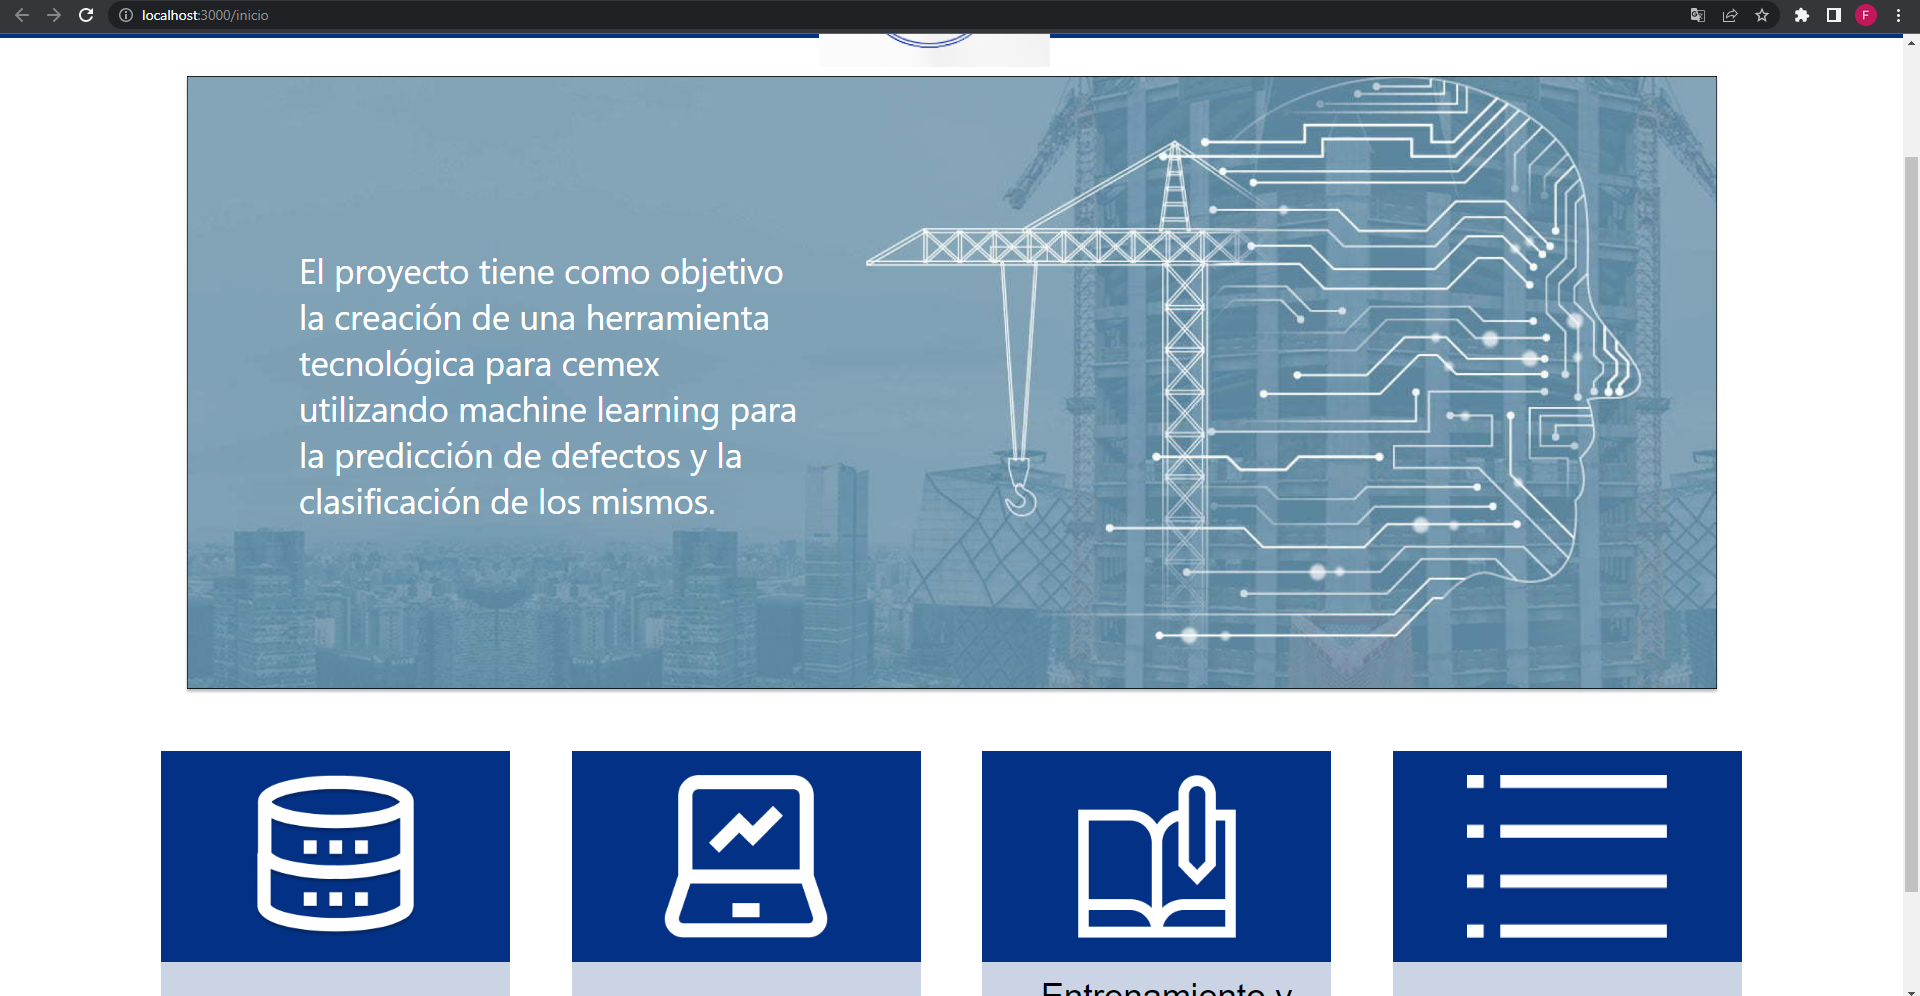 localhost:3000/inicio
F
El proyecto tiene como objetivo
la creación de una herramienta
tecnológica para cemex
utilizando machine learning para
la predicción de defectos y la
clasificación de los mismos.
Entrenamiento y